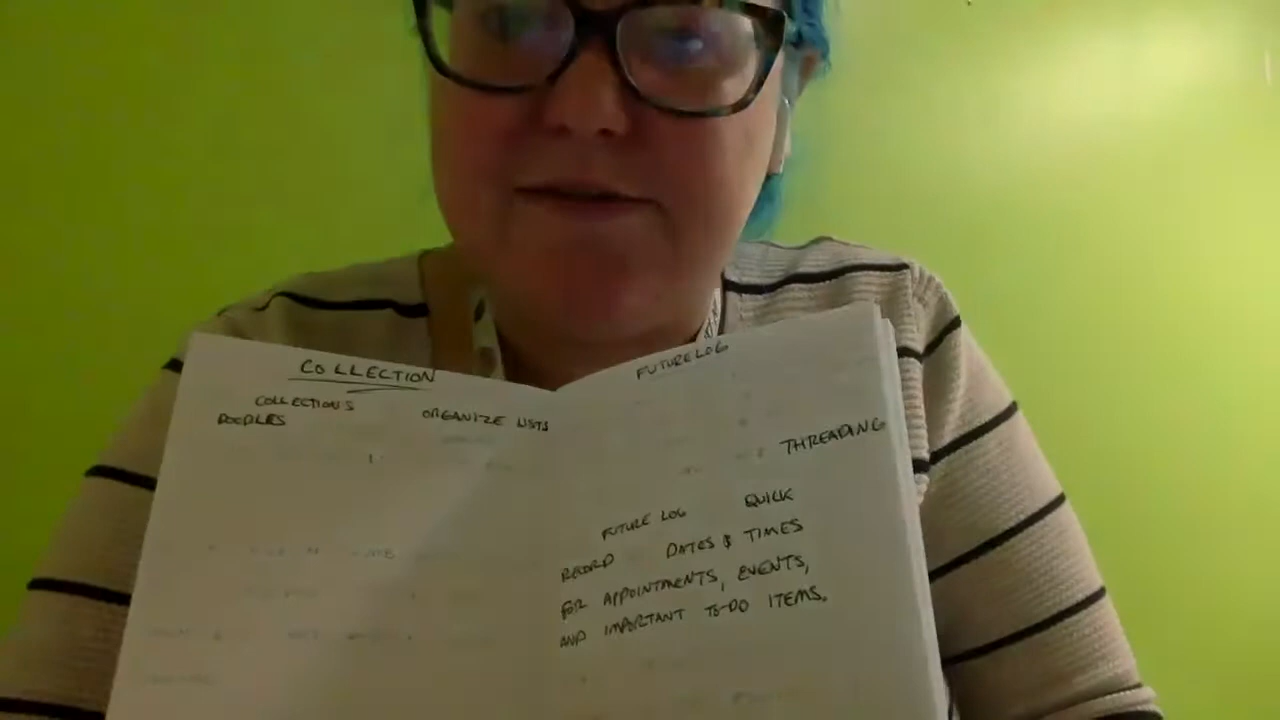 COLLECTION
COLLECTIONS
DOODLES ORGANIZE LISTS
FUTURE LOG
THREADING
FUTURE LOG QUICK
RECORD DATES & TIMES
FOR APPOINTMENTS, EVENTS,
AND IMPORTANT TO-DO ITEMS.